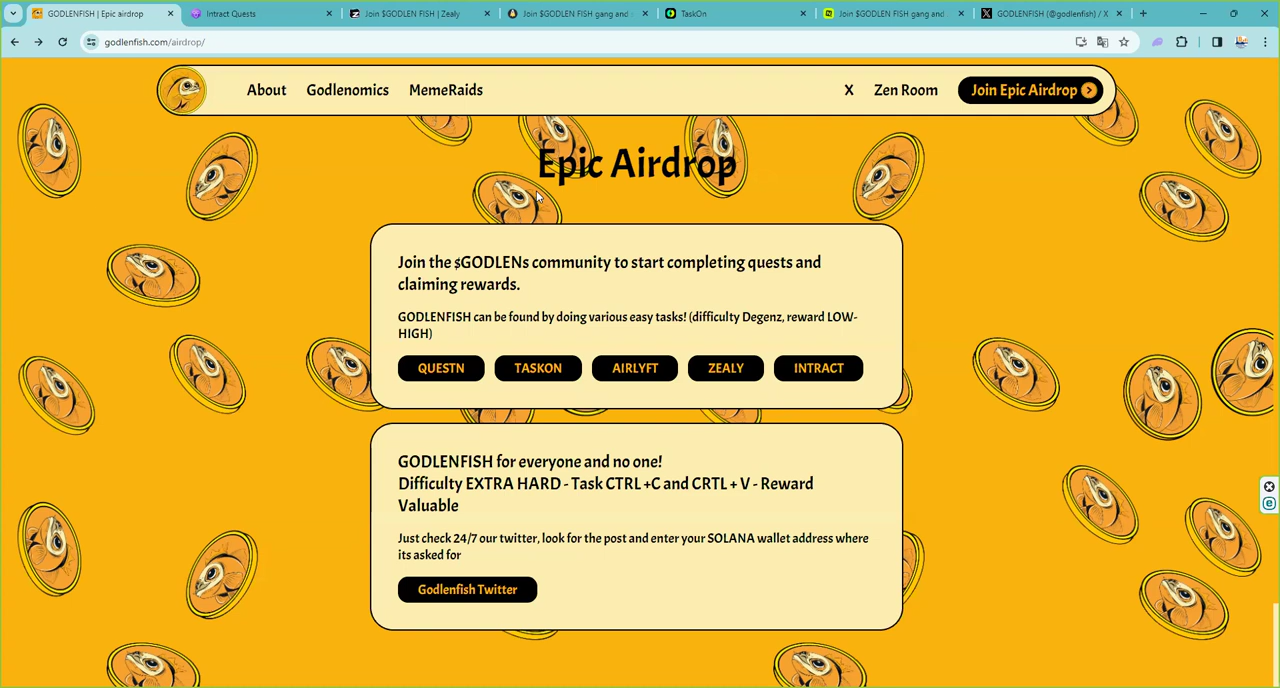 GODLENFISH | Epic airdrop
Intract Quests
Join $GODLEN FISH | Zealy
Join $GODLEN FISH gang and
TaskOn
Join $GODLEN FISH gang and
GODLENFISH (@godlenfish) / X
godlenfish.com/airdrop/
About
Godlenomics
MemeRaids
X
Zen Room
Join Epic Airdrop
Epic Airdrop
Join the $GODLENs community to start completing quests and
claiming rewards.
GODLENFISH can be found by doing various easy tasks! (difficulty Degenz, reward LOW-
HIGH)
QUESTN
TASKON
AIRLYFT
ZEALY
INTRACT
GODLENFISH for everyone and no one!
Difficulty EXTRA HARD - Task CTRL +C and CRTL + V - Reward
Valuable
Just check 24/7 our twitter, look for the post and enter your SOLANA wallet address where
its asked for
Godlenfish Twitter